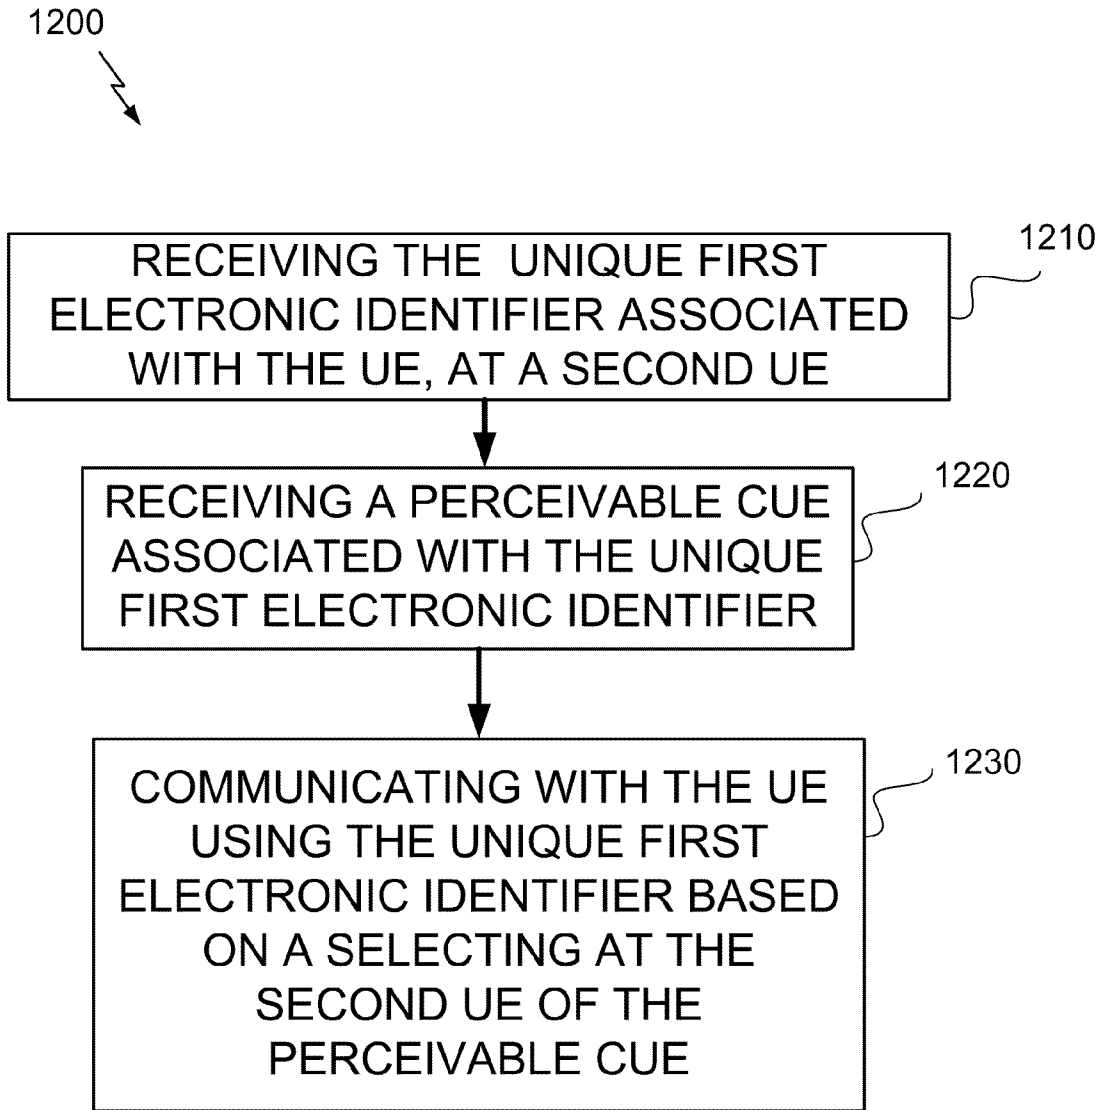 1200
1210
RECEIVING THE UNIQUE FIRST
ELECTRONIC IDENTIFIER ASSOCIATED
WITH THE UE, AT A SECOND UE
1220
RECEIVING A PERCEIVABLE CUE
ASSOCIATED WITH THE UNIQUE
FIRST ELECTRONIC IDENTIFIER
1230
COMMUNICATING WITH THE UE
USING THE UNIQUE FIRST
ELECTRONIC IDENTIFIER BASED
ON A SELECTING AT THE
SECOND UE OF THE
PERCEIVABLE CUE